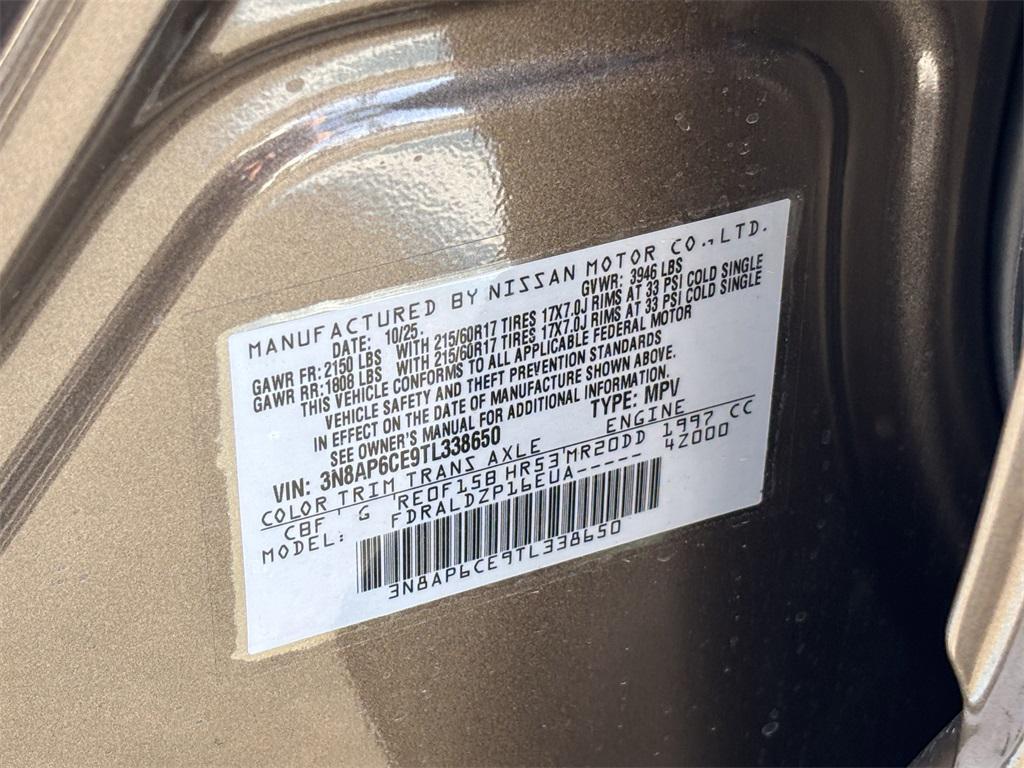 MANUFACTURED BY NISSAN MOTOR CO.,LTD.
DATE: 10/25 GVWR: 3946 LBS
GAWR FR: 2150 LBS WITH 215/60R17 TIRES 17X7.0J RIMS AT 33 PSI COLD SINGLE
GAWR RR: 1808 LBS WITH 215/60R17 TIRES 17X7.0J RIMS AT 33 PSI COLD SINGLE
THIS VEHICLE CONFORMS TO ALL APPLICABLE FEDERAL MOTOR
VEHICLE SAFETY AND THEFT PREVENTION STANDARDS
IN EFFECT ON THE DATE OF MANUFACTURE SHOWN ABOVE.
SEE OWNER'S MANUAL FOR ADDITIONAL INFORMATION.
VIN: 3N8AP6CE9TL338650 TYPE: MPV
COLOR TRIM TRANS AXLE ENGINE
CBF G RE0F15B HR53 MR20DD 1997 CC
MODEL: FDRALDZP16EUA----- 4Z000
3N8AP6CE9TL338650